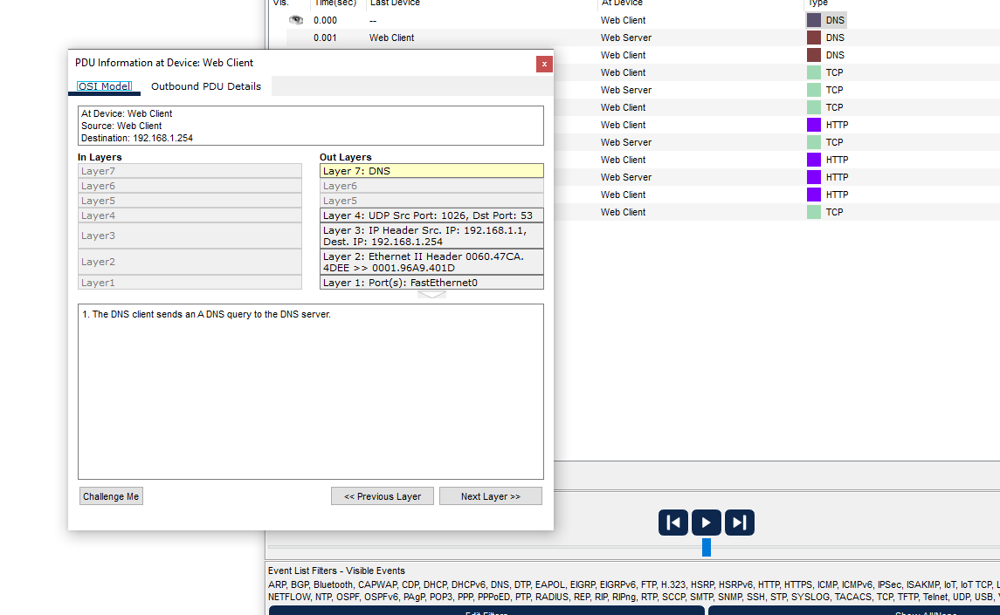 Vis. Time(sec) Last Device At Device Type
0.000 -- Web Client DNS
0.001 Web Client Web Server DNS
Web Client DNS
Web Client TCP
Web Server TCP
Web Client TCP
Web Client HTTP
Web Server TCP
Web Client HTTP
Web Server HTTP
Web Client HTTP
Web Client TCP
PDU Information at Device: Web Client
x
OSI Model Outbound PDU Details
At Device: Web Client
Source: Web Client
Destination: 192.168.1.254
In Layers Out Layers
Layer7 Layer 7: DNS
Layer6 Layer6
Layer5 Layer5
Layer4 Layer 4: UDP Src Port: 1026, Dst Port: 53
Layer3 Layer 3: IP Header Src. IP: 192.168.1.1,
Dest. IP: 192.168.1.254
Layer2 Layer 2: Ethernet II Header 0060.47CA.
4DEE >> 0001.96A9.401D
Layer1 Layer 1: Port(s): FastEthernet0
1. The DNS client sends an A DNS query to the DNS server.
Challenge Me << Previous Layer Next Layer >>
Event List Filters - Visible Events
ARP, BGP, Bluetooth, CAPWAP, CDP, DHCP, DHCPv6, DNS, DTP, EAPOL, EIGRP, EIGRPv6, FTP, H.323, HSRP, HSRPv6, HTTP, HTTPS, ICMP, ICMPv6, IPSec, ISAKMP, IoT, IoT TCP,
NETFLOW, NTP, OSPF, OSPFv6, PAgP, POP3, PPP, PPPoED, PTP, RADIUS, REP, RIP, RIPng, RTP, SCCP, SMTP, SNMP, SSH, STP, SYSLOG, TACACS, TCP, TFTP, Telnet, UDP, USB,
Edit Filters Show All/None